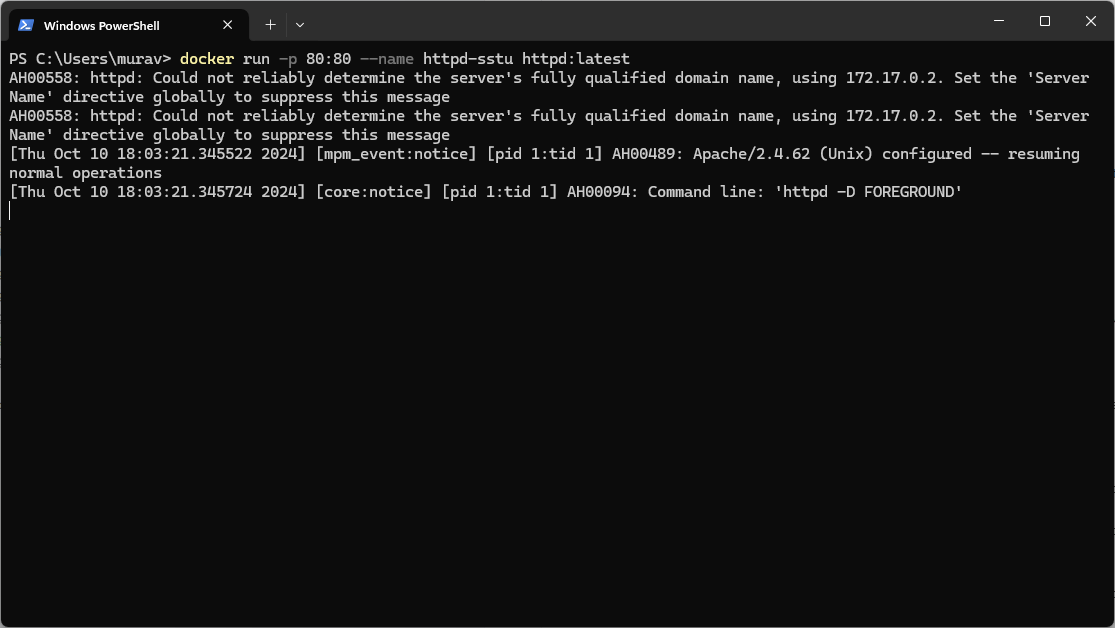 Windows PowerShell
PS C:\Users\murav> docker run -p 80:80 --name httpd-sstu httpd:latest
AH00558: httpd: Could not reliably determine the server's fully qualified domain name, using 172.17.0.2. Set the 'Server
Name' directive globally to suppress this message
AH00558: httpd: Could not reliably determine the server's fully qualified domain name, using 172.17.0.2. Set the 'Server
Name' directive globally to suppress this message
[Thu Oct 10 18:03:21.345522 2024] [mpm_event:notice] [pid 1:tid 1] AH00489: Apache/2.4.62 (Unix) configured -- resuming
normal operations
[Thu Oct 10 18:03:21.345724 2024] [core:notice] [pid 1:tid 1] AH00094: Command line: 'httpd -D FOREGROUND'